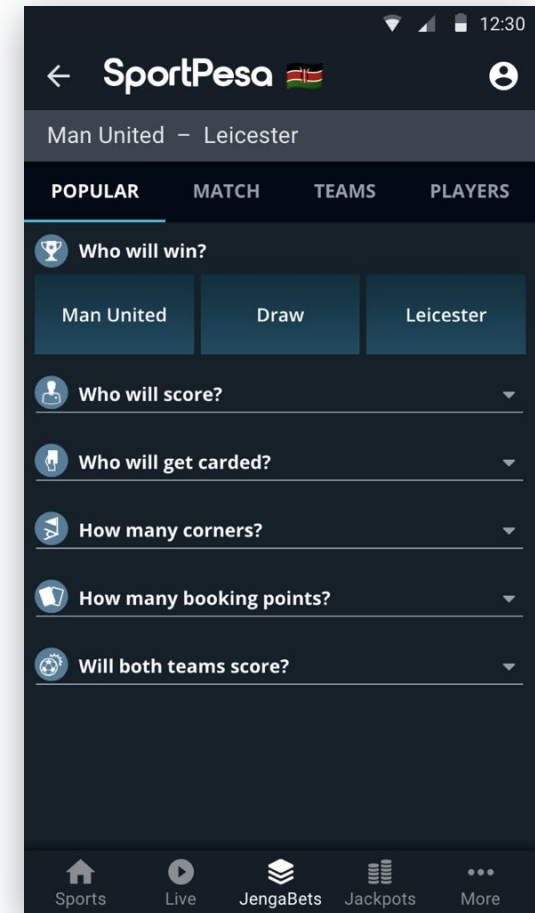 12:30
SportPesa
Man United – Leicester
POPULAR MATCH TEAMS PLAYERS
Who will win?
Man United Draw Leicester
Who will score?
Who will get carded?
How many corners?
How many booking points?
Will both teams score?
Sports Live JengaBets Jackpots More